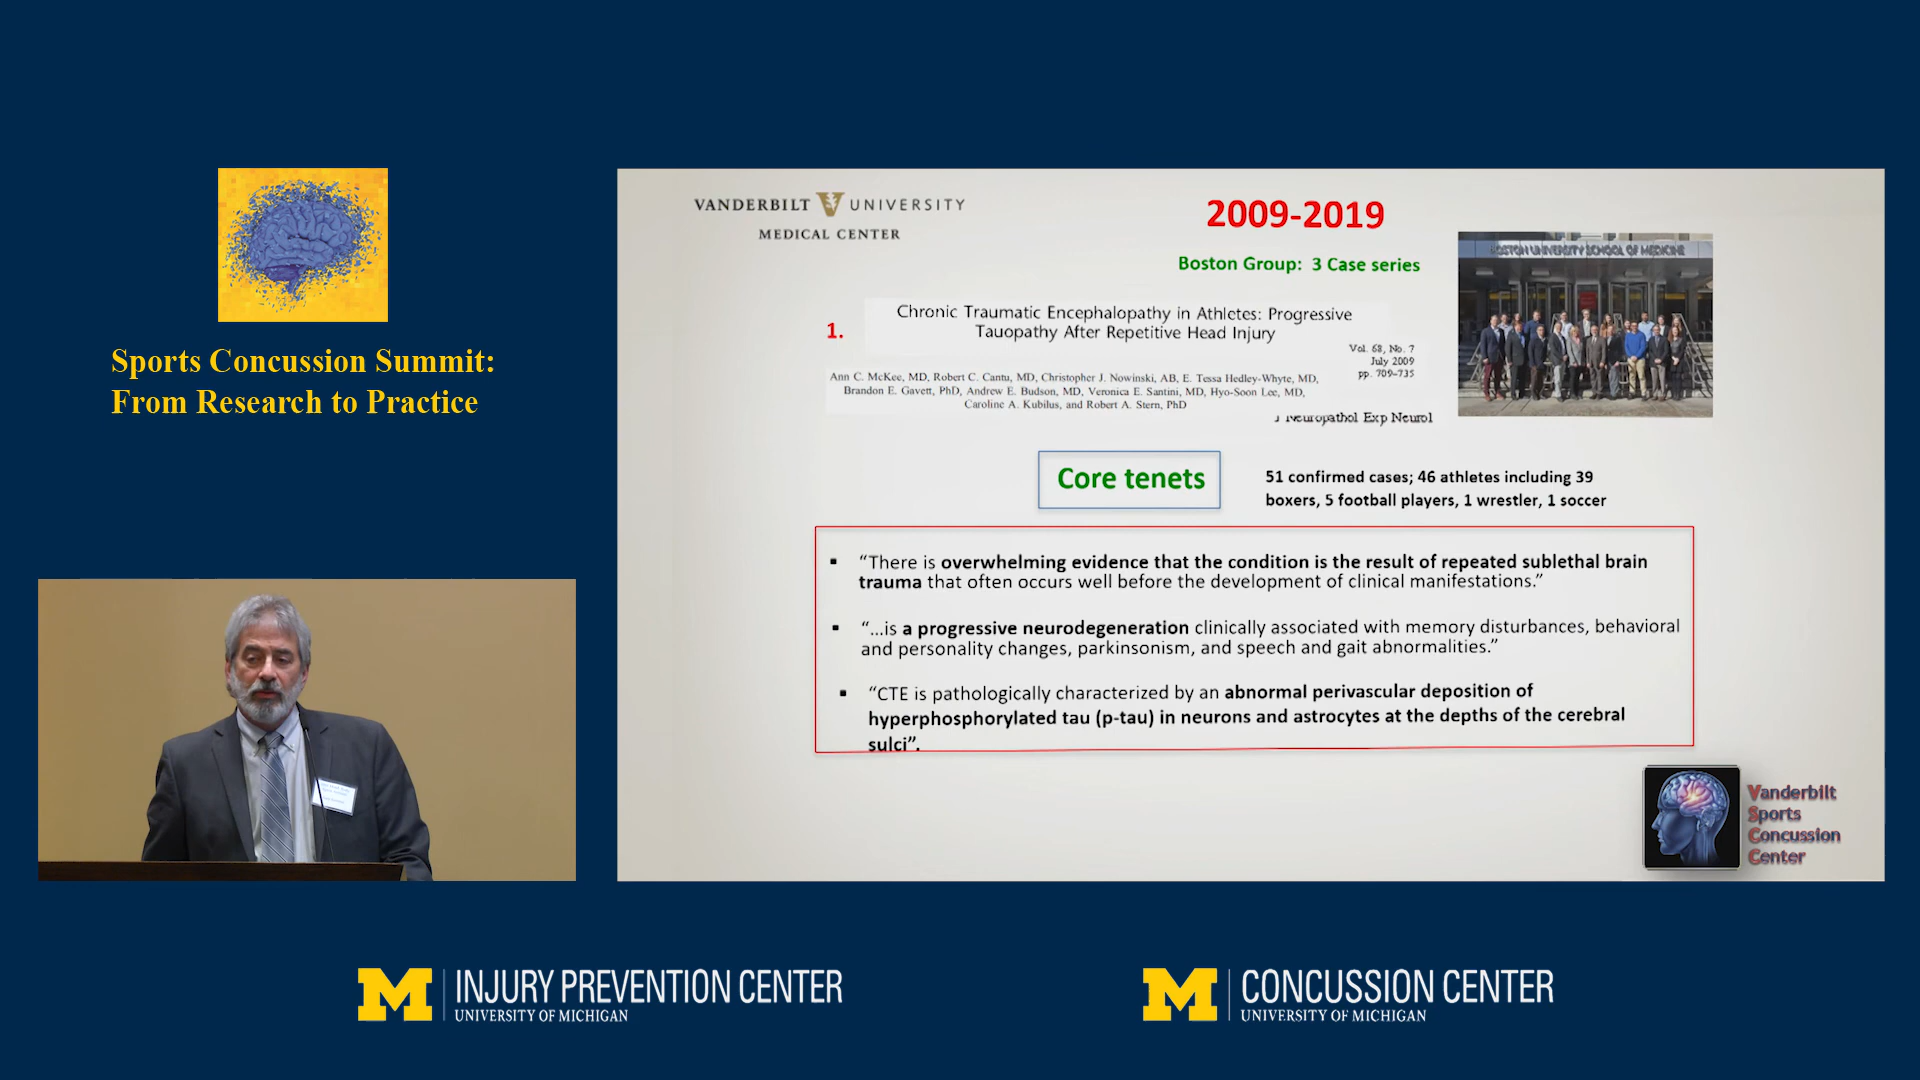 Sports Concussion Summit:
From Research to Practice
VANDERBILT V UNIVERSITY
MEDICAL CENTER
2009-2019
Boston Group: 3 Case series
BOSTON UNIVERSITY SCHOOL OF MEDICINE
1.
Chronic Traumatic Encephalopathy in Athletes: Progressive
Tauopathy After Repetitive Head Injury
Vol. 68, No. 7
July 2009
pp. 709–735
Ann C. McKee, MD, Robert C. Cantu, MD, Christopher J. Nowinski, AB, E. Tessa Hedley-Whyte, MD,
Brandon E. Gavett, PhD, Andrew E. Budson, MD, Veronica E. Santini, MD, Hyo-Soon Lee, MD,
Caroline A. Kubilus, and Robert A. Stern, PhD
J Neuropathol Exp Neurol
Core tenets
51 confirmed cases; 46 athletes including 39
boxers, 5 football players, 1 wrestler, 1 soccer
▪ “There is overwhelming evidence that the condition is the result of repeated sublethal brain
trauma that often occurs well before the development of clinical manifestations.”
▪ “...is a progressive neurodegeneration clinically associated with memory disturbances, behavioral
and personality changes, parkinsonism, and speech and gait abnormalities.”
▪ “CTE is pathologically characterized by an abnormal perivascular deposition of
hyperphosphorylated tau (p-tau) in neurons and astrocytes at the depths of the cerebral
sulci”.
Vanderbilt
Sports
Concussion
Center
M INJURY PREVENTION CENTER
UNIVERSITY OF MICHIGAN
M CONCUSSION CENTER
UNIVERSITY OF MICHIGAN